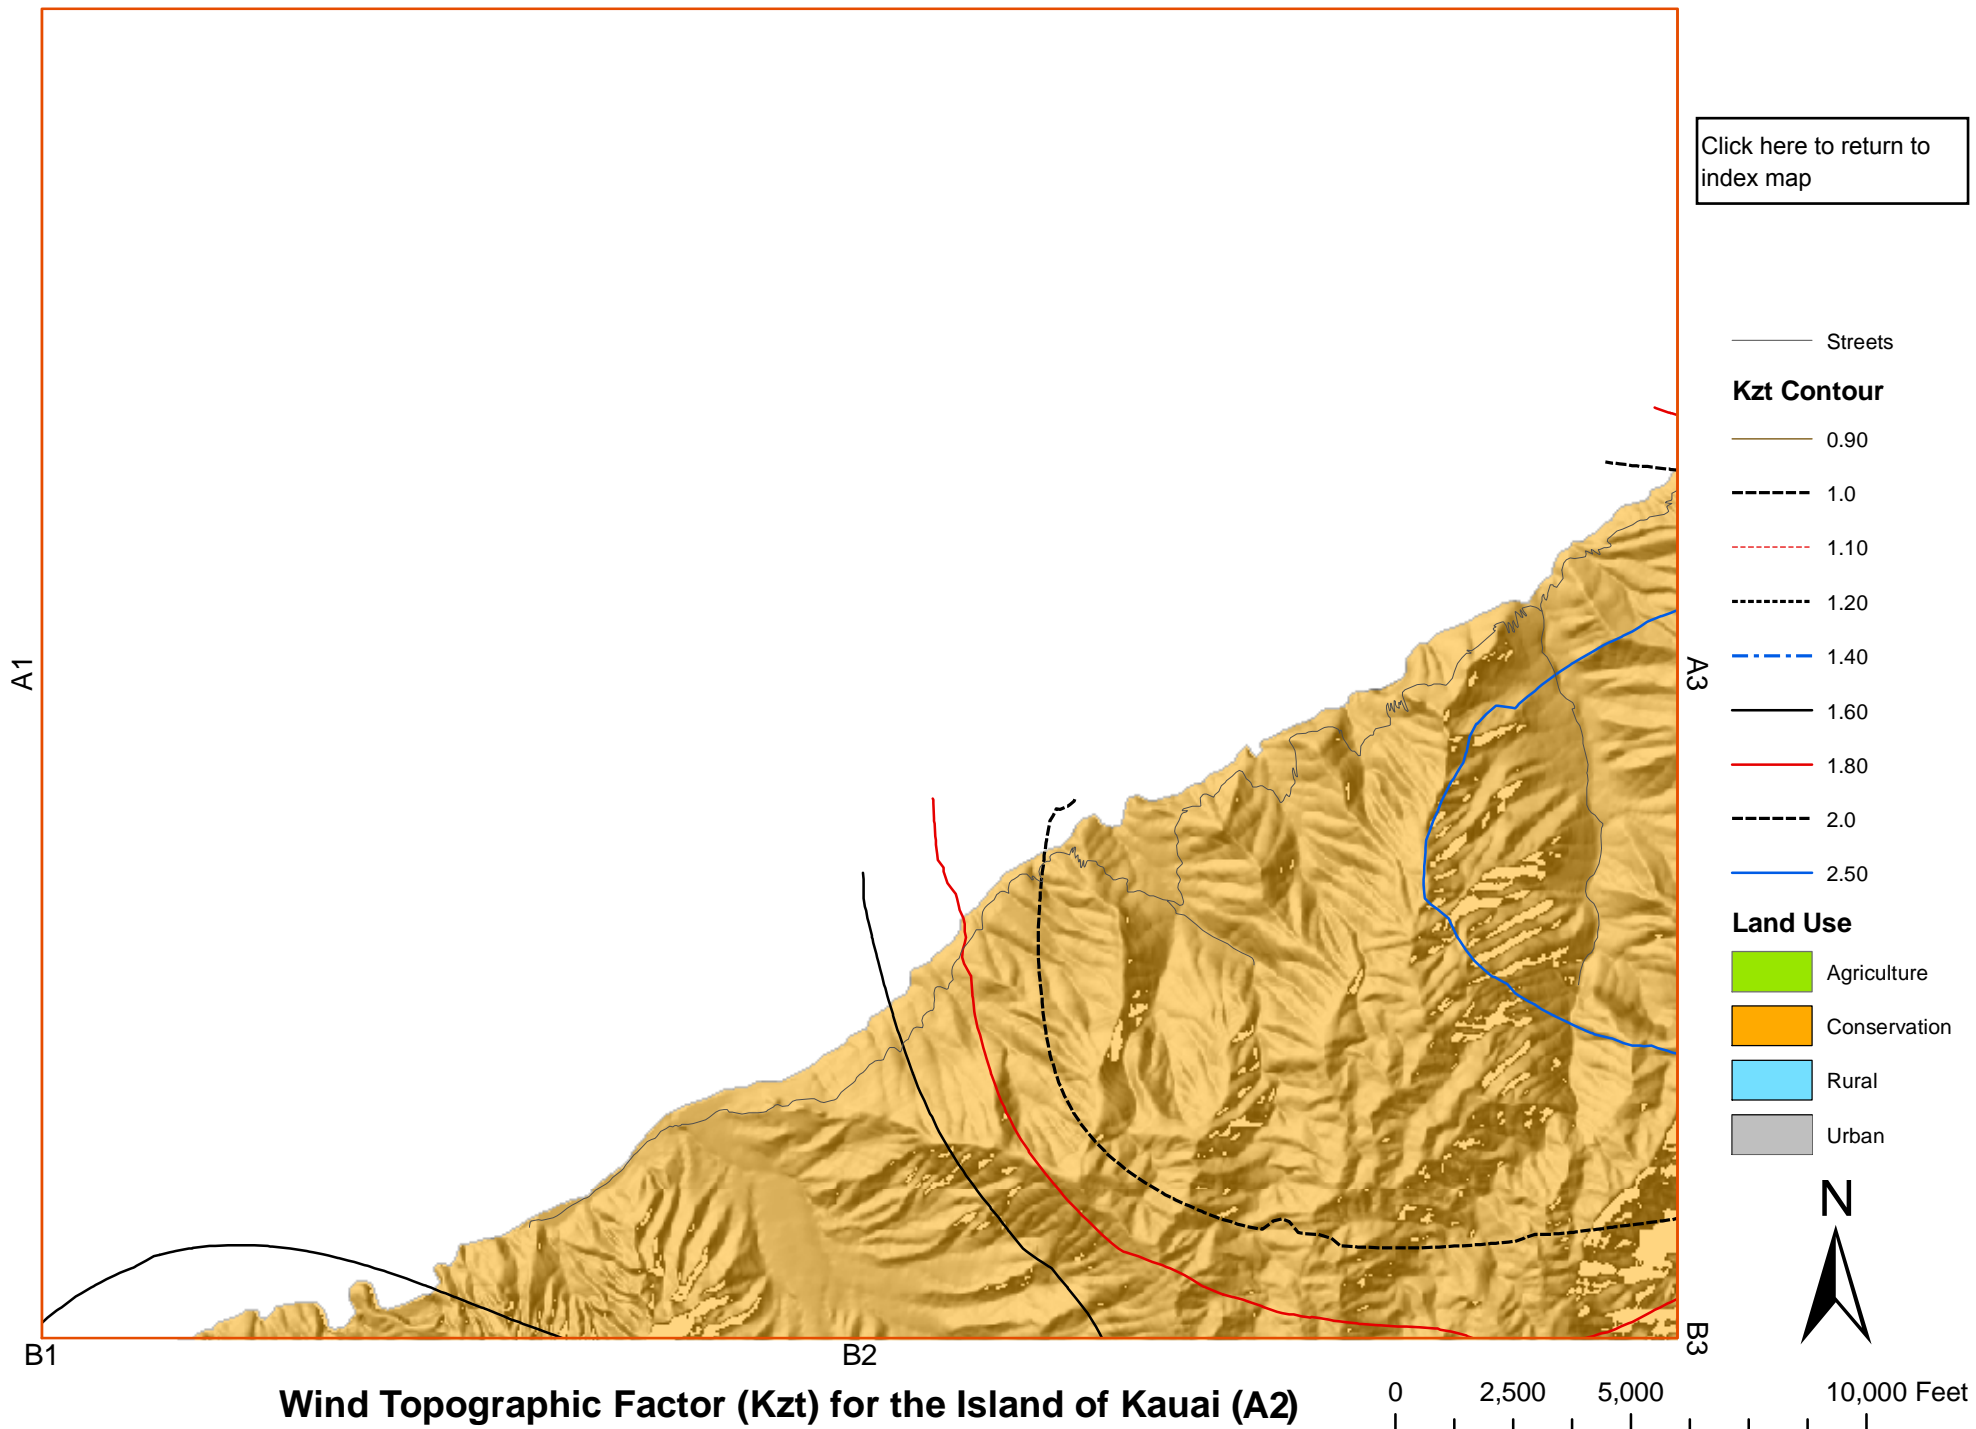 Click here to return to
index map
Streets
Kzt Contour
0.90
1.0
1.10
1.20
1.40
1.60
1.80
2.0
2.50
Land Use
Agriculture
Conservation
Rural
Urban
N
A1
A3
B1
B2
B3
Wind Topographic Factor (Kzt) for the Island of Kauai (A2)
0 2,500 5,000 10,000 Feet